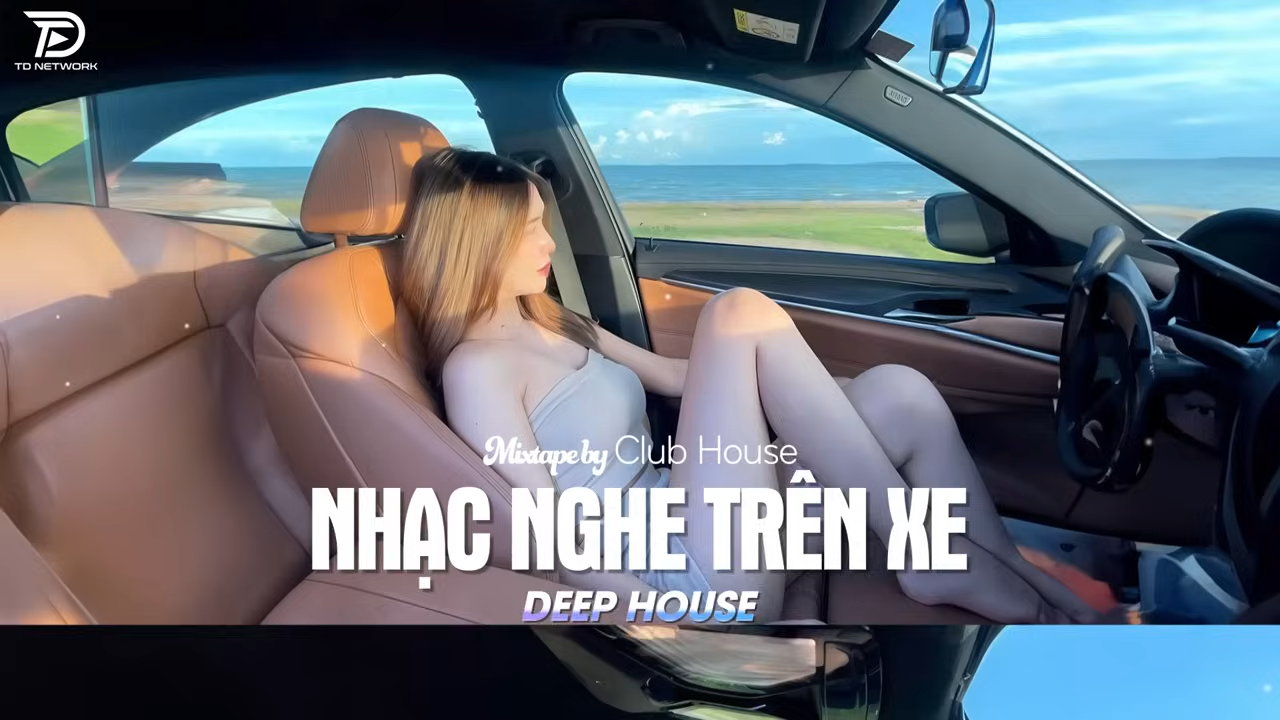 TD NETWORK
Mixtape by Club House
NHẠC NGHE TRÊN XE
DEEP HOUSE